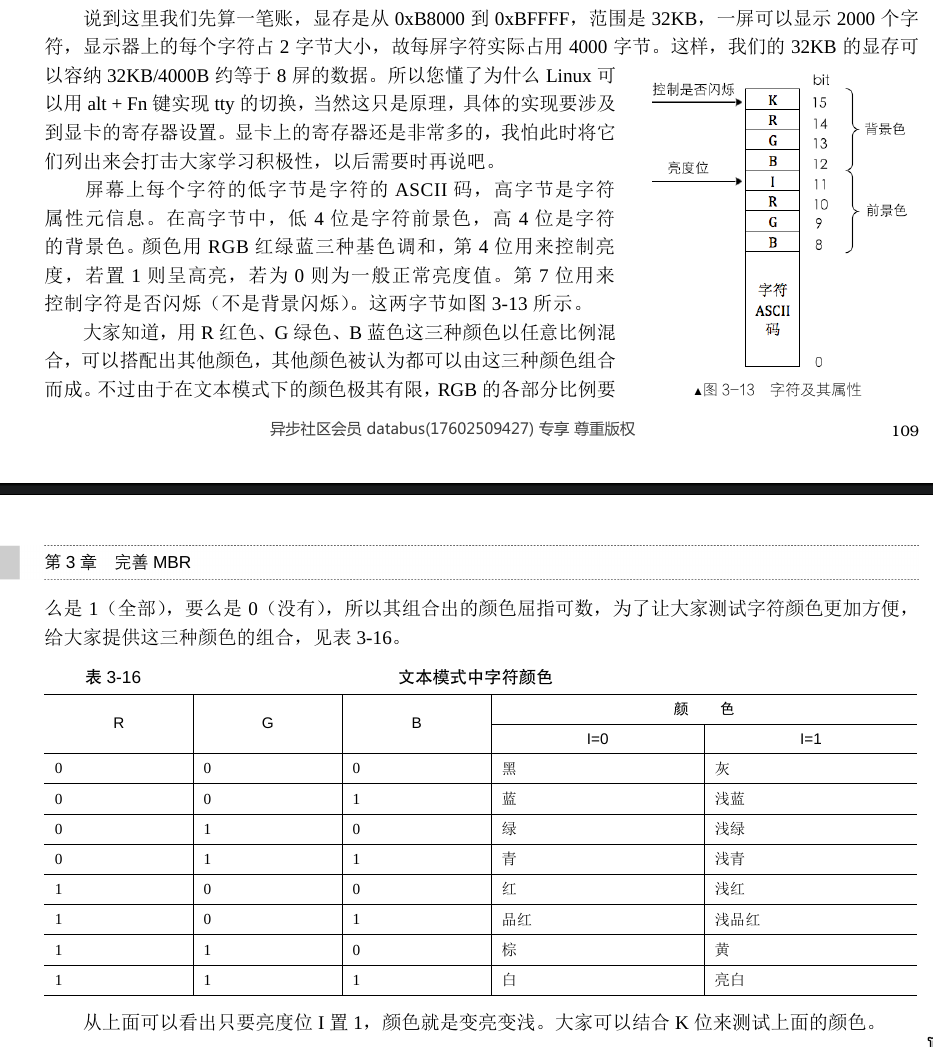 说到这里我们先算一笔账，显存是从 0xB8000 到 0xBFFFF，范围是 32KB，一屏可以显示 2000 个字
符，显示器上的每个字符占 2 字节大小，故每屏字符实际占用 4000 字节。这样，我们的 32KB 的显存可
以容纳 32KB/4000B 约等于 8 屏的数据。所以您懂了为什么 Linux 可
以用 alt + Fn 键实现 tty 的切换，当然这只是原理，具体的实现要涉及
到显卡的寄存器设置。显卡上的寄存器还是非常多的，我怕此时将它
们列出来会打击大家学习积极性，以后需要时再说吧。
屏幕上每个字符的低字节是字符的 ASCII 码，高字节是字符
属性元信息。在高字节中，低 4 位是字符前景色，高 4 位是字符
的背景色。颜色用 RGB 红绿蓝三种基色调和，第 4 位用来控制亮
度，若置 1 则呈高亮，若为 0 则为一般正常亮度值。第 7 位用来
控制字符是否闪烁（不是背景闪烁）。这两字节如图 3-13 所示。
大家知道，用 R 红色、G 绿色、B 蓝色这三种颜色以任意比例混
合，可以搭配出其他颜色，其他颜色被认为都可以由这三种颜色组合
而成。不过由于在文本模式下的颜色极其有限，RGB 的各部分比例要
bit
控制是否闪烁 K 15
R 14
背景色
G 13
B 12
亮度位 I 11
R 10
前景色
G 9
B 8
字符
ASCII
码
0
▲图 3-13 字符及其属性
异步社区会员 databus(17602509427) 专享 尊重版权
109
第 3 章 完善 MBR
么是 1（全部），要么是 0（没有），所以其组合出的颜色屈指可数，为了让大家测试字符颜色更加方便，
给大家提供这三种颜色的组合，见表 3-16。
表 3-16 文本模式中字符颜色
R G B 颜 色
I=0 I=1
0 0 0 黑 灰
0 0 1 蓝 浅蓝
0 1 0 绿 浅绿
0 1 1 青 浅青
1 0 0 红 浅红
1 0 1 品红 浅品红
1 1 0 棕 黄
1 1 1 白 亮白
从上面可以看出只要亮度位 I 置 1，颜色就是变亮变浅。大家可以结合 K 位来测试上面的颜色。